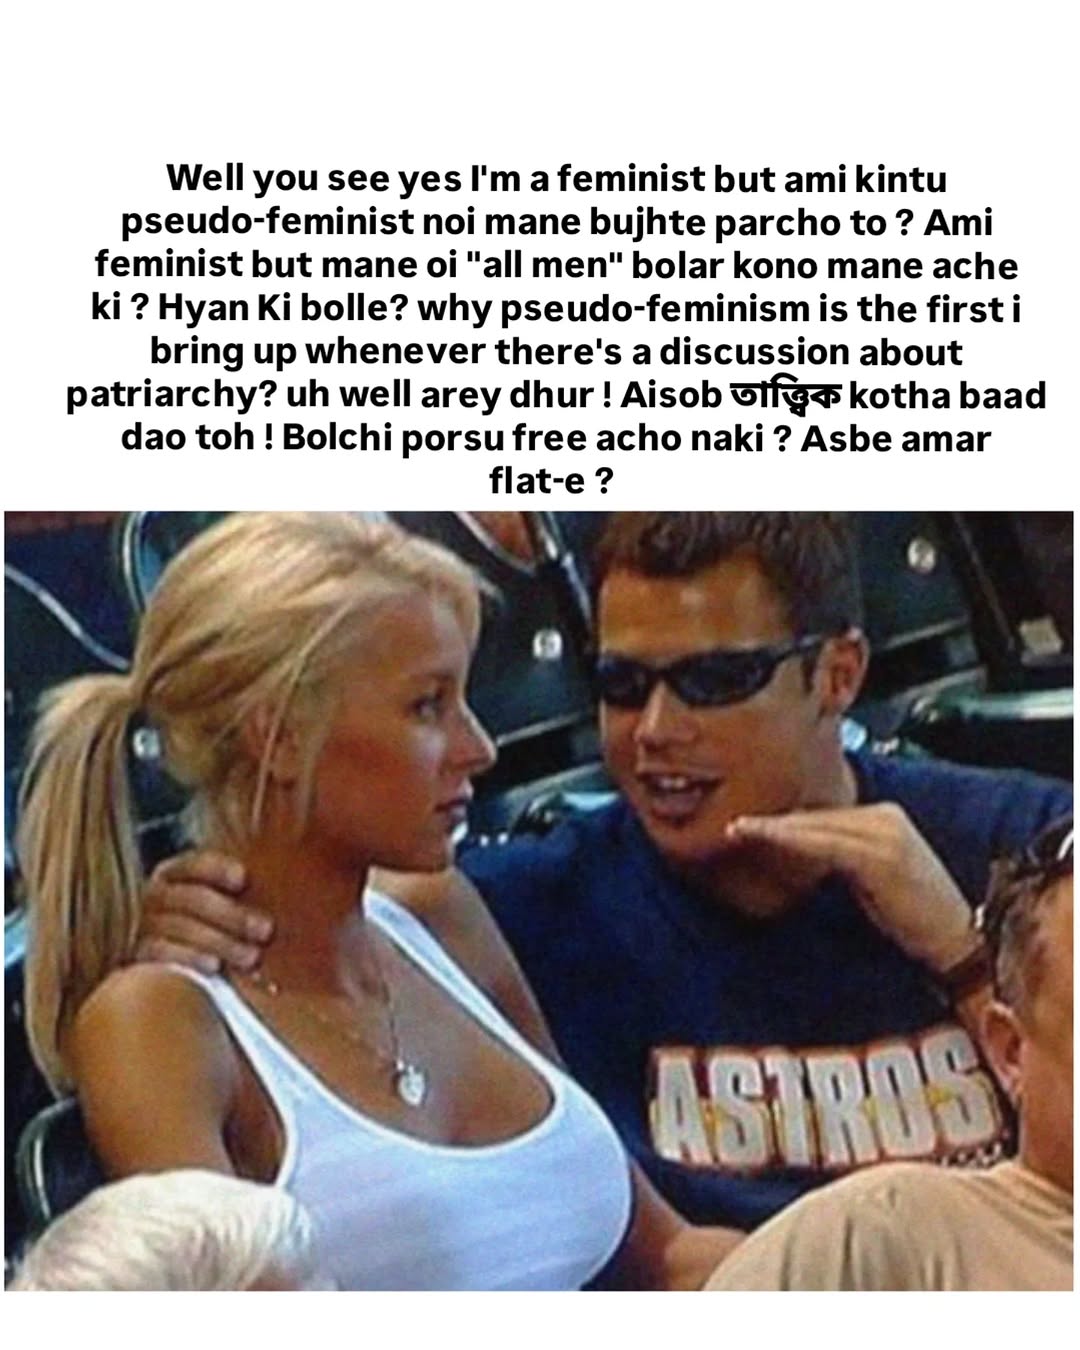 Well you see yes I'm a feminist but ami kintu
pseudo-feminist noi mane bujhte parcho to ? Ami
feminist but mane oi "all men" bolar kono mane ache
ki ? Hyan Ki bolle? why pseudo-feminism is the first i
bring up whenever there's a discussion about
patriarchy? uh well arey dhur ! Aisob তাত্ত্বিক kotha baad
dao toh ! Bolchi porsu free acho naki ? Asbe amar
flat-e ?
ASTROS